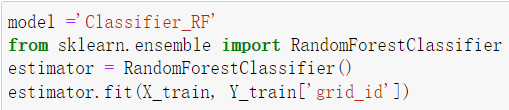 model ='Classifier_RF'
from sklearn.ensemble import RandomForestClassifier
estimator = RandomForestClassifier()
estimator.fit(X_train, Y_train['grid_id'])